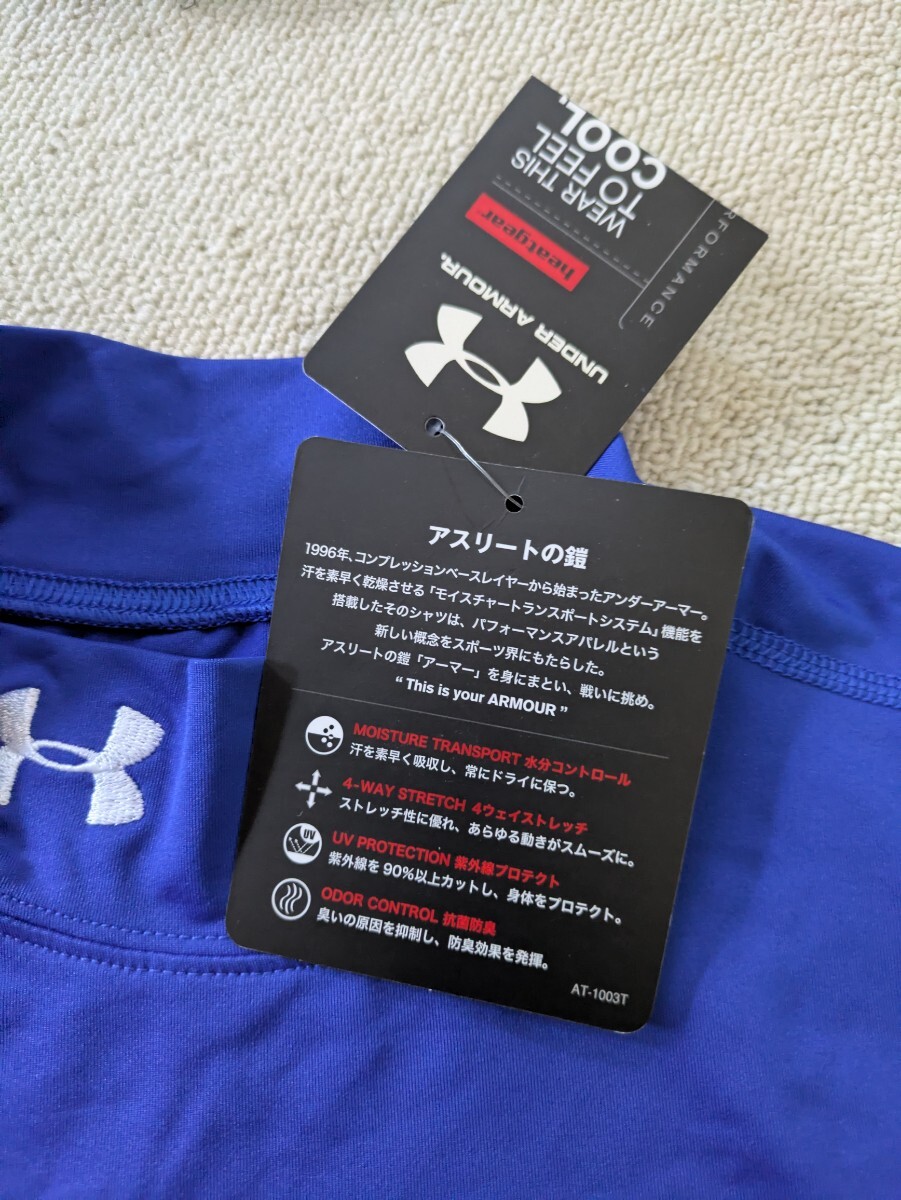 WEAR THIS
TO FEEL
COOL.
heatgear
RFORMANCE
UNDER ARMOUR.
アスリートの鎧
1996年、コンプレッションベースレイヤーから始まったアンダーアーマー。
汗を素早く乾燥させる「モイスチャートランスポートシステム」機能を
搭載したそのシャツは、パフォーマンスアパレルという
新しい概念をスポーツ界にもたらした。
アスリートの鎧「アーマー」を身にまとい、戦いに挑め。
“ This is your ARMOUR ”
MOISTURE TRANSPORT 水分コントロール
汗を素早く吸収し、常にドライに保つ。
4-WAY STRETCH 4ウェイストレッチ
ストレッチ性に優れ、あらゆる動きがスムーズに。
UV
UV PROTECTION 紫外線プロテクト
紫外線を90%以上カットし、身体をプロテクト。
ODOR CONTROL 抗菌防臭
臭いの原因を抑制し、防臭効果を発揮。
AT-1003T